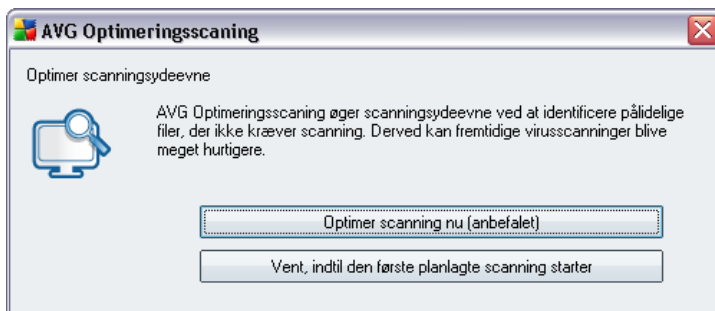 AVG Optimeringsscaning
Optimer scanningsydeevne
AVG Optimeringsscaning øger scanningsydeevne ved at identificere pålidelige
filer, der ikke kræver scanning. Derved kan fremtidige virusscanninger blive
meget hurtigere.
Optimer scanning nu (anbefalet)
Vent, indtil den første planlagte scanning starter